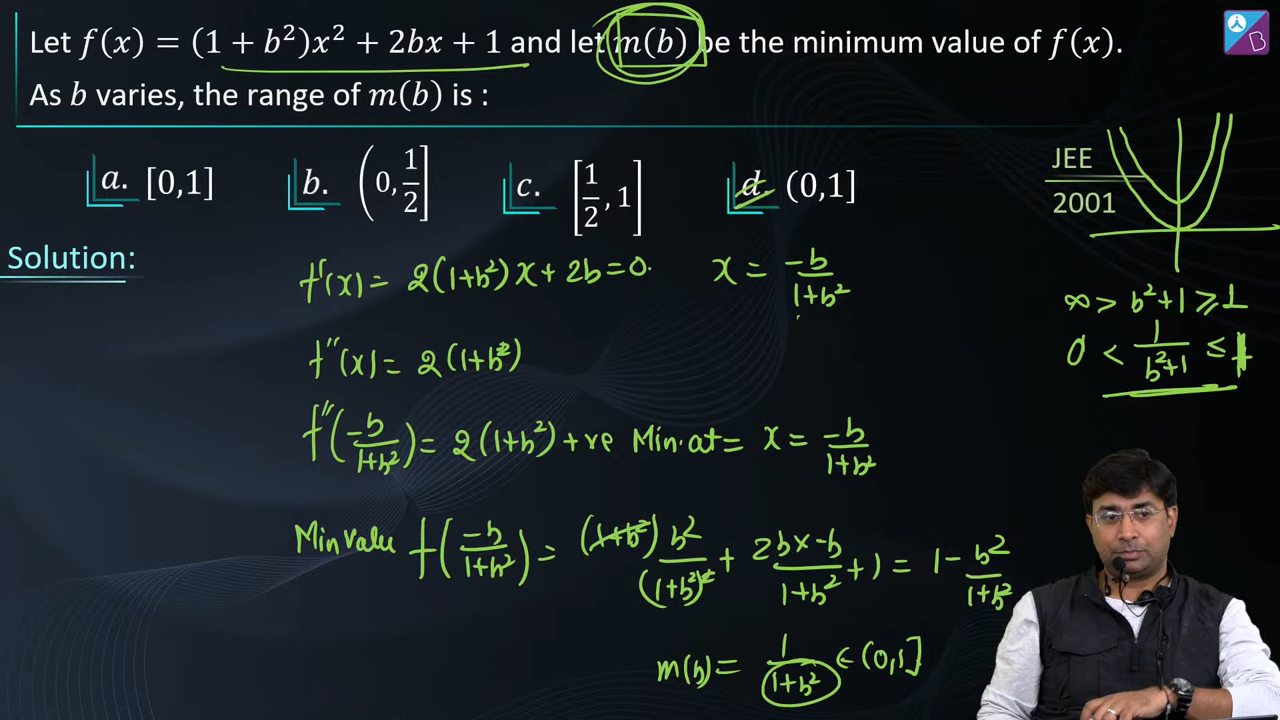 Let f(x) = (1 + b²)x² + 2bx + 1 and let m(b) be the minimum value of f(x).
As b varies, the range of m(b) is :
a. [0,1] b. (0, 1/2] c. [1/2, 1] d. (0,1]
JEE
2001
Solution:
f'(x) = 2(1+b²)x + 2b = 0. x = -b/(1+b²)
∞ > b²+1 ≥ 1
0 < 1/(b²+1) ≤ 1
f''(x) = 2(1+b²)
f''(-b/(1+b²)) = 2(1+b²) +ve Min. at = x = -b/(1+b²)
Min value f(-b/(1+b²)) = (1+b²) b²/(1+b²)² + 2b×-b/(1+b²) + 1 = 1 - b²/(1+b²)
m(b) = 1/(1+b²) ∈ (0,1]
B